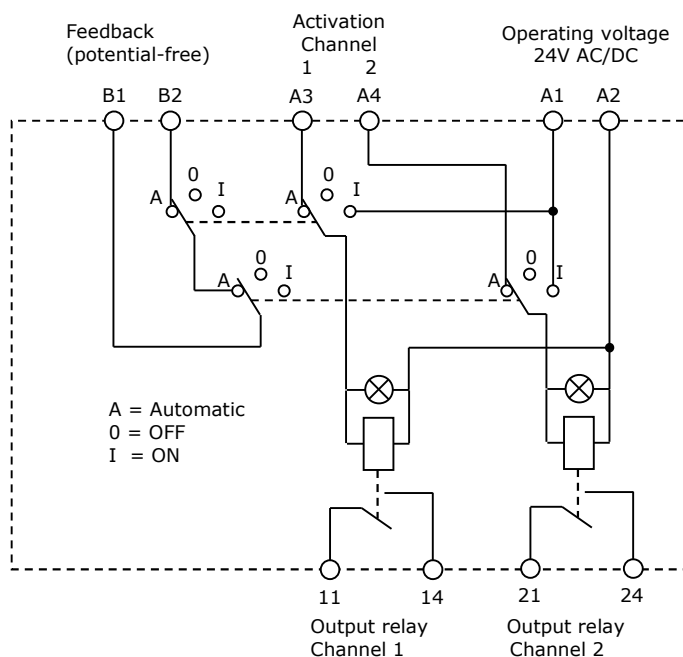 Feedback
(potential-free)
Activation
Channel
1 2
Operating voltage
24V AC/DC
B1 B2 A3 A4 A1 A2
0 0
A I A I
0 0
A I A I
A = Automatic
0 = OFF
I = ON
11 14 21 24
Output relay
Channel 1
Output relay
Channel 2